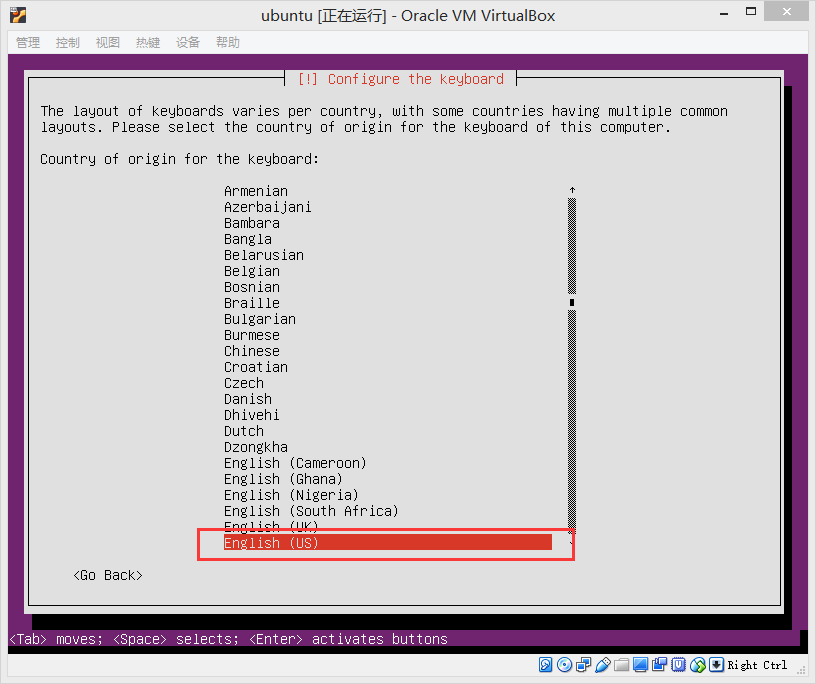 ubuntu [正在运行] - Oracle VM VirtualBox
管理 控制 视图 热键 设备 帮助
[!] Configure the keyboard
The layout of keyboards varies per country, with some countries having multiple common
layouts. Please select the country of origin for the keyboard of this computer.
Country of origin for the keyboard:
Armenian
Azerbaijani
Bambara
Bangla
Belarusian
Belgian
Bosnian
Braille
Bulgarian
Burmese
Chinese
Croatian
Czech
Danish
Dhivehi
Dutch
Dzongkha
English (Cameroon)
English (Ghana)
English (Nigeria)
English (South Africa)
English (UK)
English (US)
<Go Back>
<Tab> moves; <Space> selects; <Enter> activates buttons
Right Ctrl